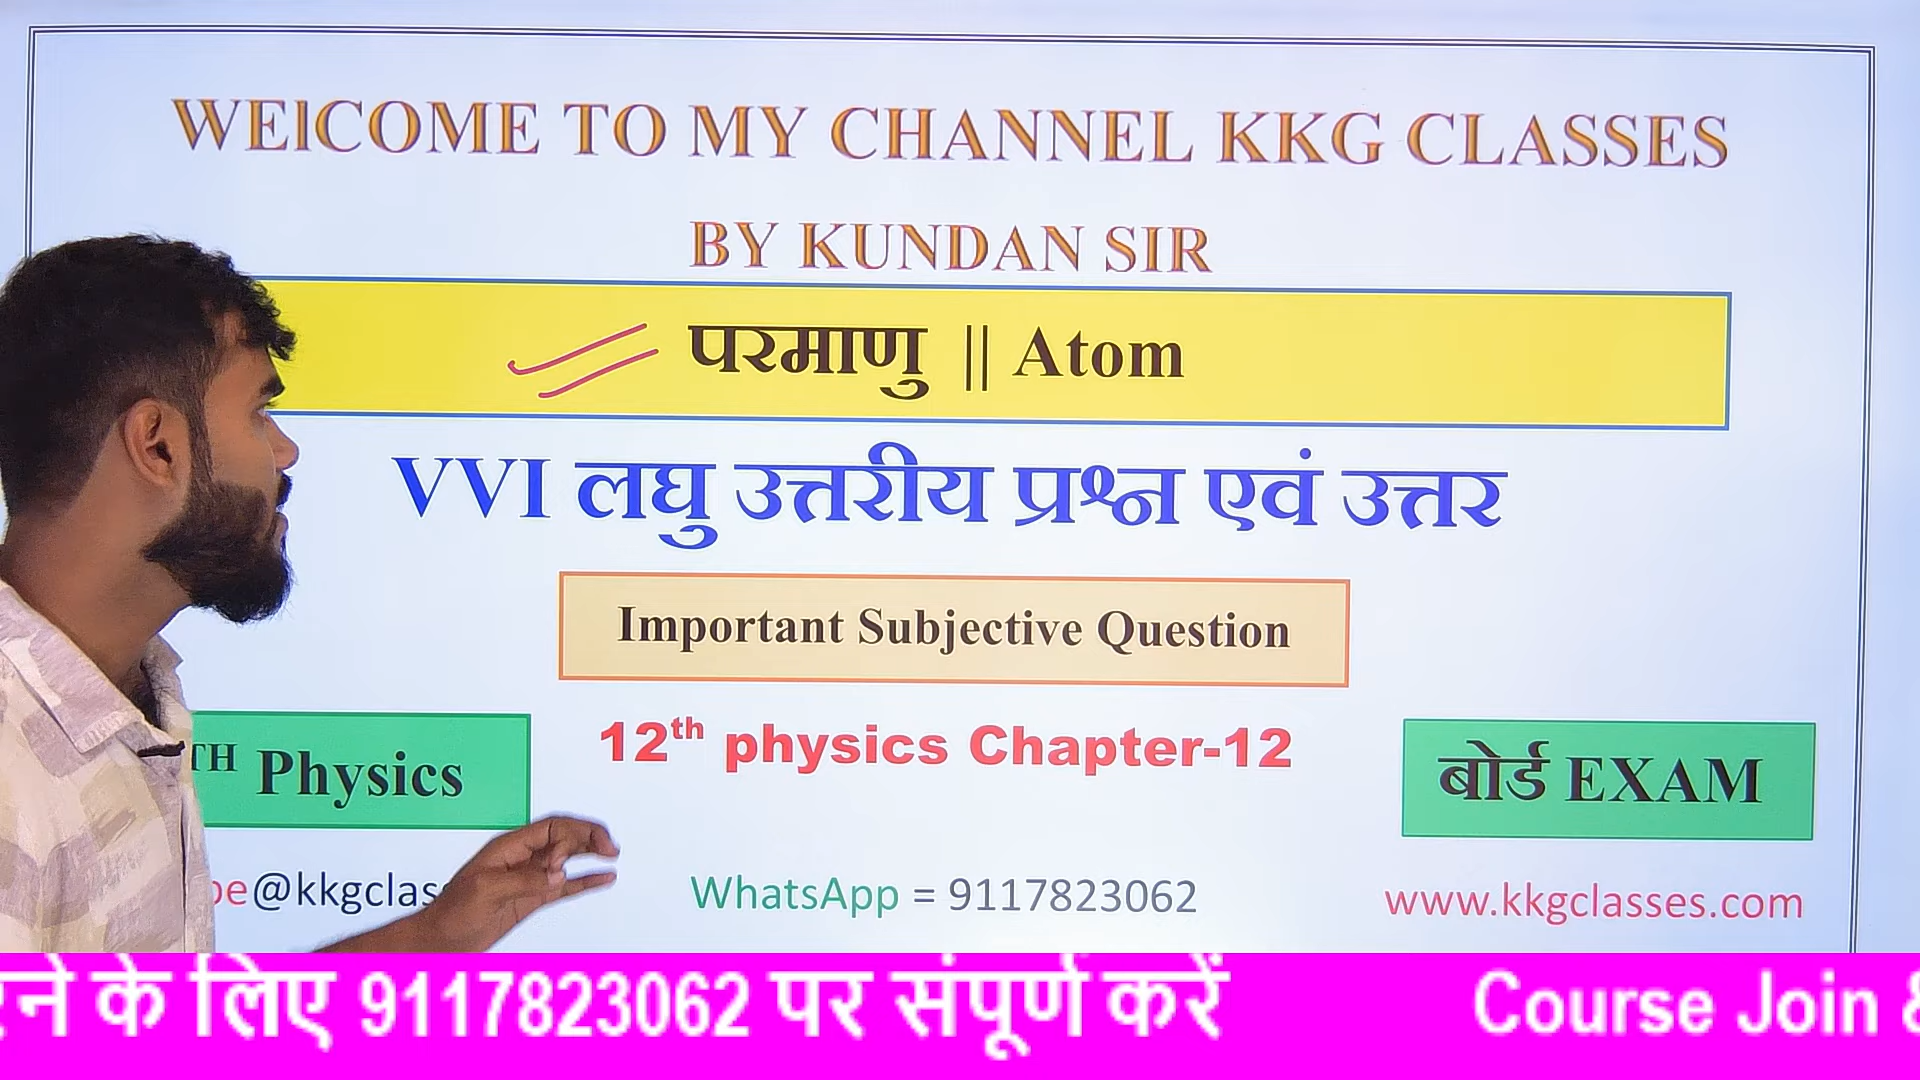 WElCOME TO MY CHANNEL KKG CLASSES
BY KUNDAN SIR
परमाणु || Atom
VVI लघु उत्तरीय प्रश्न एवं उत्तर
Important Subjective Question
TH Physics
12th physics Chapter-12
बोर्ड EXAM
be@kkgclas
WhatsApp = 9117823062
www.kkgclasses.com
के लिए 9117823062 पर संपूर्ण करें Course Join &